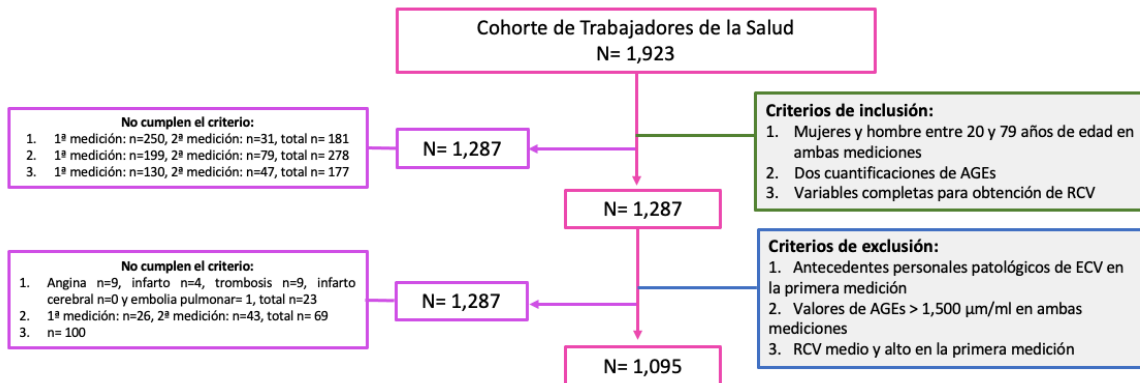 Cohorte de Trabajadores de la Salud
N= 1,923
No cumplen el criterio:
1. 1ª medición: n=250, 2ª medición: n=31, total n= 181
2. 1ª medición: n=199, 2ª medición: n=79, total n= 278
3. 1ª medición: n=130, 2ª medición: n=47, total n= 177
N= 1,287
Criterios de inclusión:
1. Mujeres y hombre entre 20 y 79 años de edad en
ambas mediciones
2. Dos cuantificaciones de AGEs
3. Variables completas para obtención de RCV
N= 1,287
No cumplen el criterio:
1. Angina n=9, infarto n=4, trombosis n=9, infarto
cerebral n=0 y embolia pulmonar= 1, total n=23
2. 1ª medición: n=26, 2ª medición: n=43, total n= 69
3. n= 100
N= 1,287
Criterios de exclusión:
1. Antecedentes personales patológicos de ECV en
la primera medición
2. Valores de AGEs > 1,500 μm/ml en ambas
mediciones
3. RCV medio y alto en la primera medición
N= 1,095